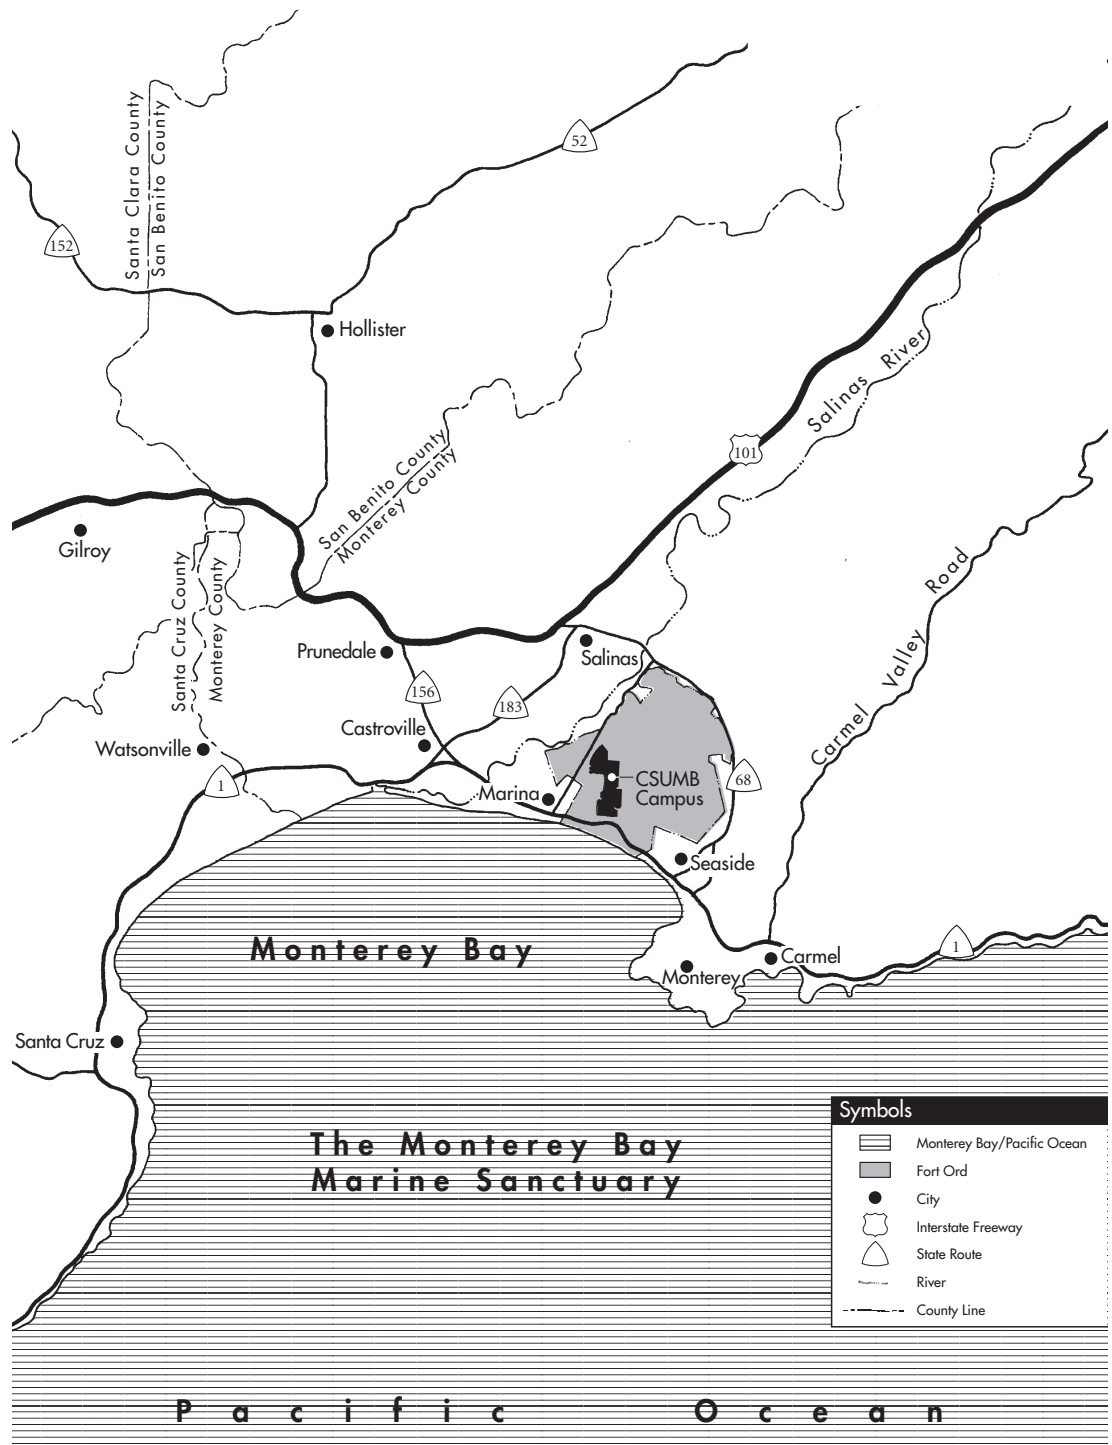 Santa Clara County
San Benito County
52
152
Hollister
Salinas River
101
San Benito County
Monterey County
Gilroy
Santa Cruz County
Monterey County
Carmel Valley Road
Prunedale
Salinas
156
183
Castroville
Watsonville
1
Marina
CSUMB
Campus
68
Seaside
Monterey Bay
Carmel
1
Monterey
Santa Cruz
The Monterey Bay
Marine Sanctuary
Symbols
Monterey Bay/Pacific Ocean
Fort Ord
City
Interstate Freeway
State Route
River
County Line
Pacific Ocean